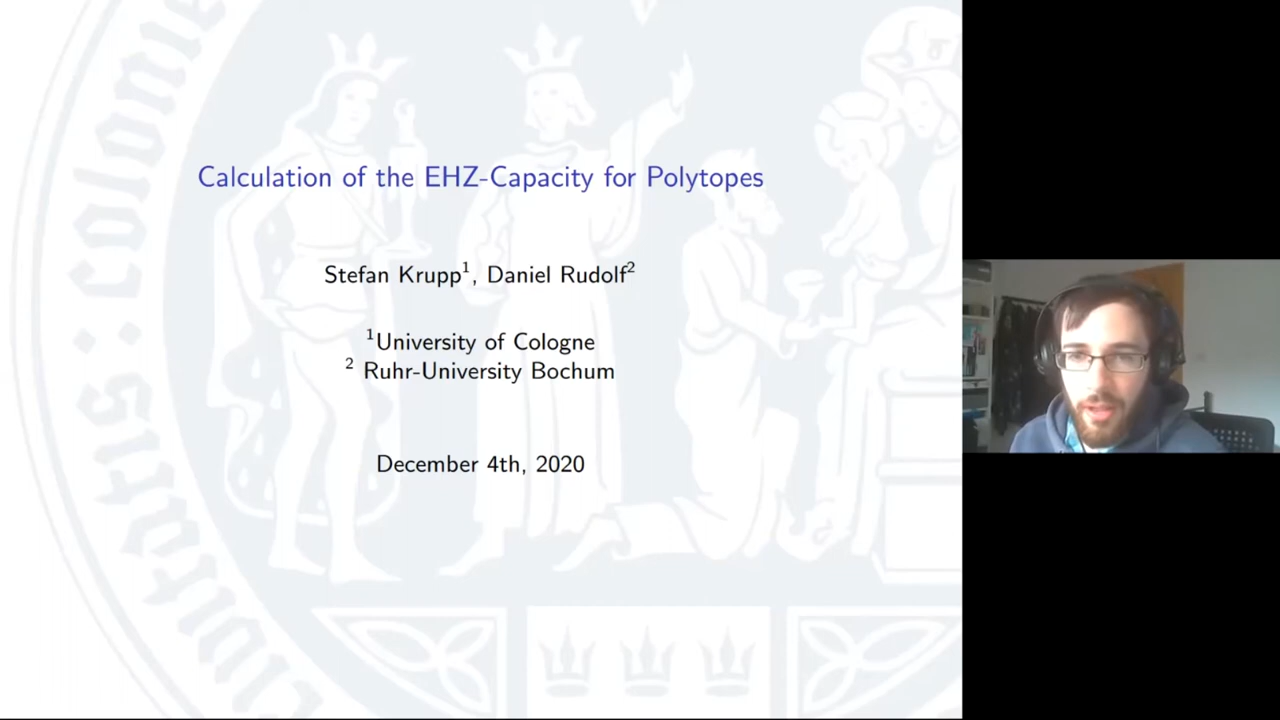 Calculation of the EHZ-Capacity for Polytopes
Stefan Krupp¹, Daniel Rudolf²
¹University of Cologne
² Ruhr-University Bochum
December 4th, 2020